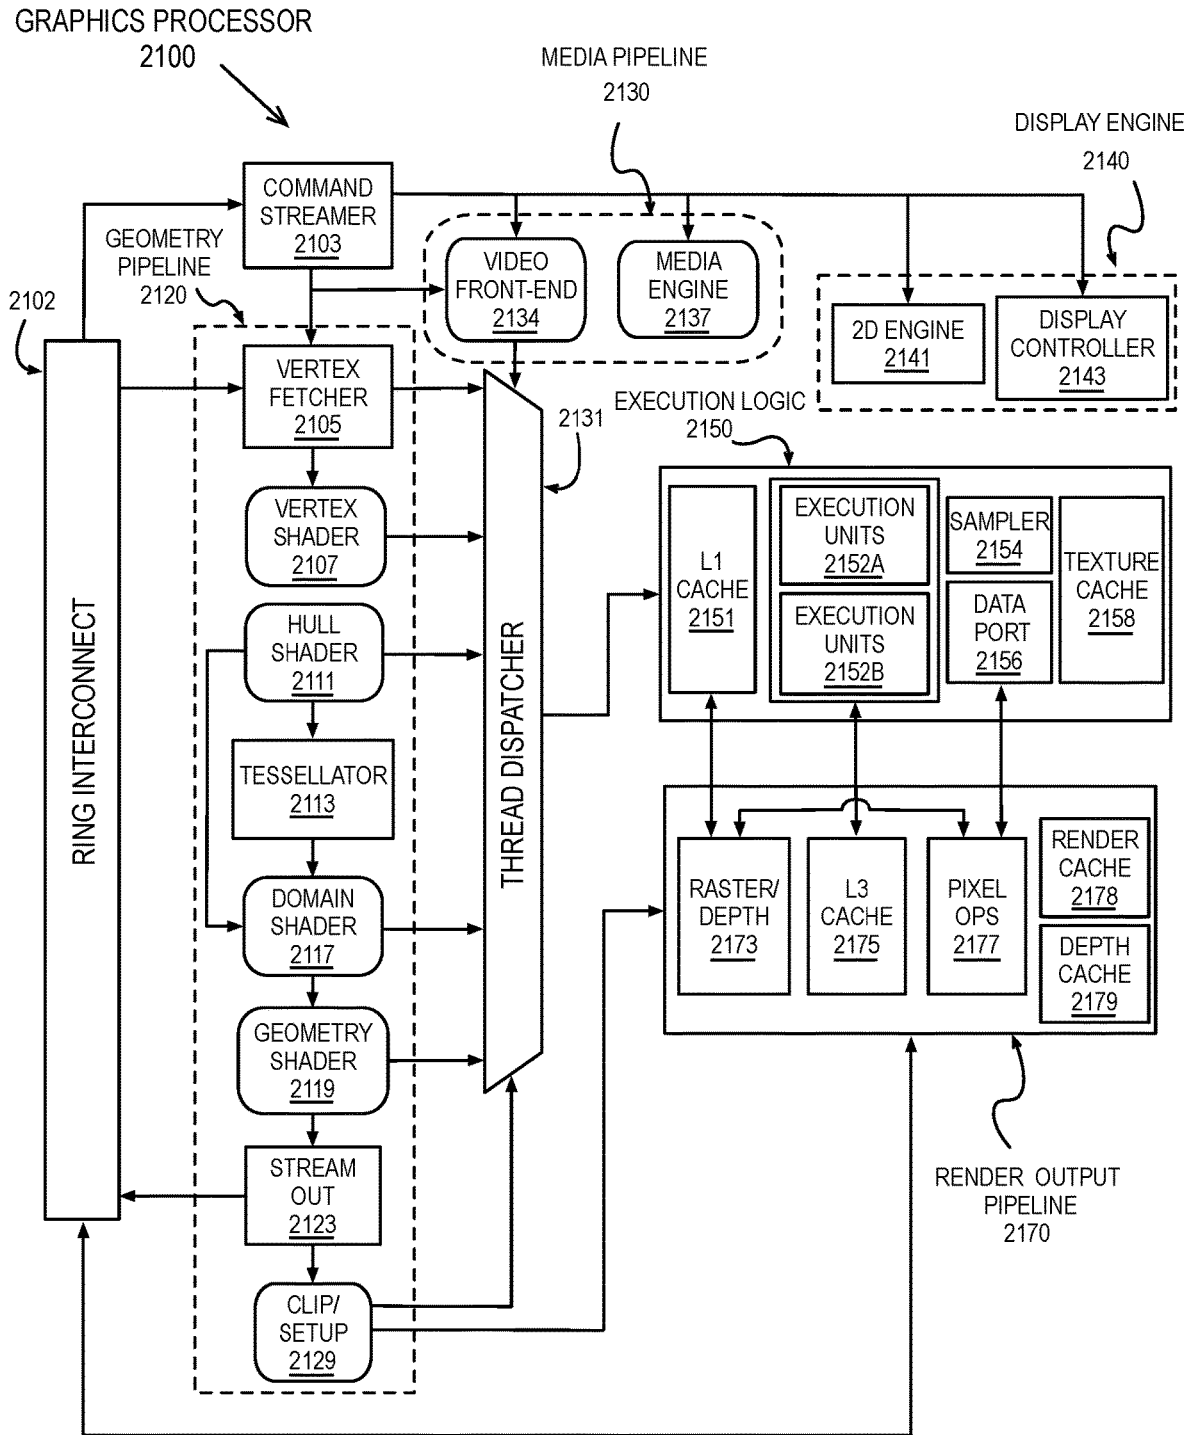 GRAPHICS PROCESSOR
2100
MEDIA PIPELINE
2130
DISPLAY ENGINE
2140
COMMAND
STREAMER
2103
GEOMETRY
PIPELINE
2120
2102
VIDEO
FRONT-END
2134
MEDIA
ENGINE
2137
2D ENGINE
2141
DISPLAY
CONTROLLER
2143
VERTEX
FETCHER
2105
2131
EXECUTION LOGIC
2150
VERTEX
SHADER
2107
HULL
SHADER
2111
TESSELLATOR
2113
DOMAIN
SHADER
2117
GEOMETRY
SHADER
2119
STREAM
OUT
2123
CLIP/
SETUP
2129
RING INTERCONNECT
THREAD DISPATCHER
L1
CACHE
2151
EXECUTION
UNITS
2152A
EXECUTION
UNITS
2152B
SAMPLER
2154
DATA
PORT
2156
TEXTURE
CACHE
2158
RASTER/
DEPTH
2173
L3
CACHE
2175
PIXEL
OPS
2177
RENDER
CACHE
2178
DEPTH
CACHE
2179
RENDER OUTPUT
PIPELINE
2170